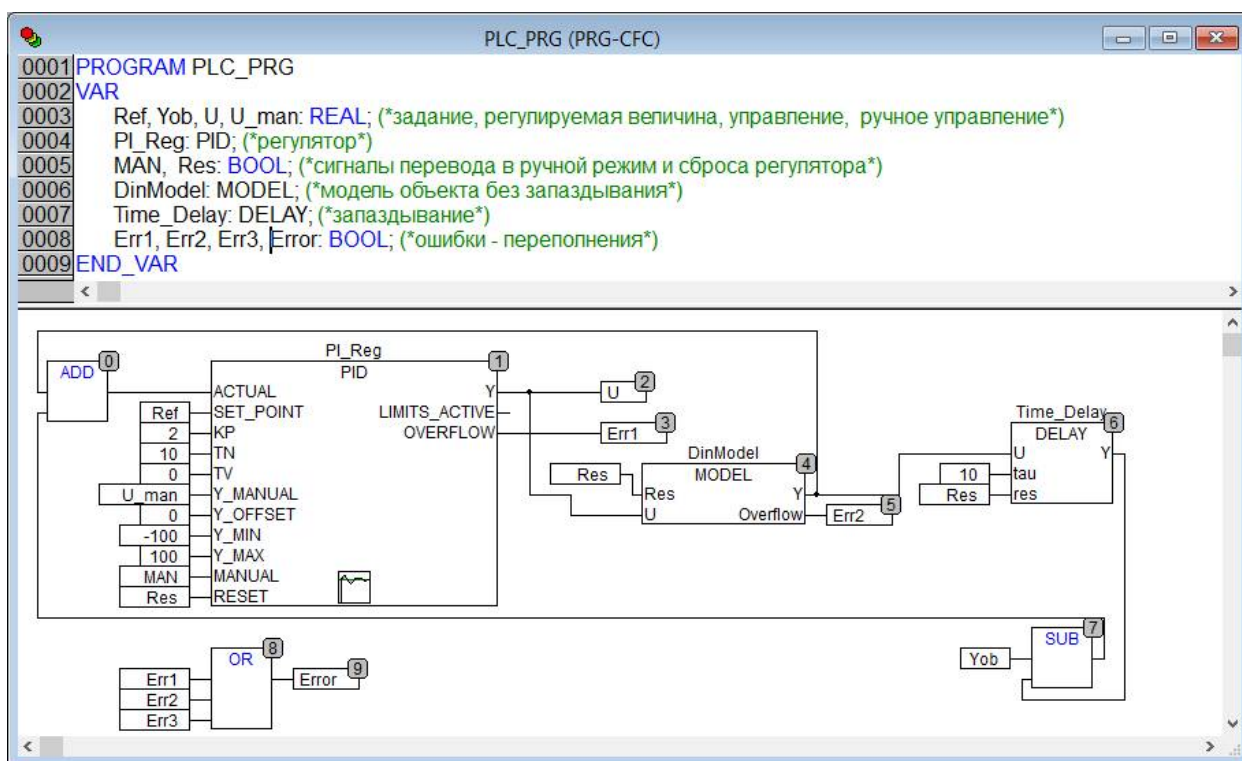 PLC_PRG (PRG-CFC)
0001 PROGRAM PLC_PRG
0002 VAR
0003 Ref, Yob, U, U_man: REAL; (*задание, регулируемая величина, управление, ручное управление*)
0004 PI_Reg: PID; (*регулятор*)
0005 MAN, Res: BOOL; (*сигналы перевода в ручной режим и сброса регулятора*)
0006 DinModel: MODEL; (*модель объекта без запаздывания*)
0007 Time_Delay: DELAY; (*запаздывание*)
0008 Err1, Err2, Err3, Error: BOOL; (*ошибки - переполнения*)
0009 END_VAR
ADD 0
PI_Reg
PID 1
ACTUAL Y
Ref SET_POINT LIMITS_ACTIVE
2 KP OVERFLOW
10 TN
0 TV
U_man Y_MANUAL
0 Y_OFFSET
-100 Y_MIN
100 Y_MAX
MAN MANUAL
Res RESET
U 2
Err1 3
DinModel
MODEL 4
Res Res Y
U Overflow
Err2 5
Time_Delay
DELAY 6
U Y
10 tau
Res res
SUB 7
Yob
OR 8
Err1
Err2
Err3
Error 9